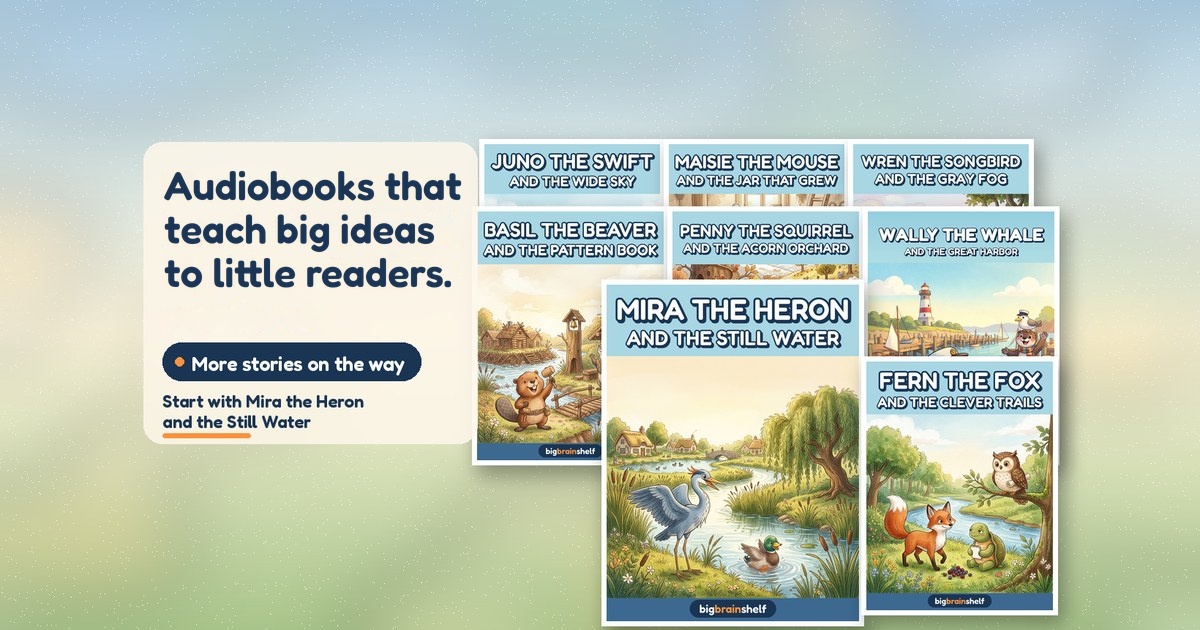 Audiobooks that
teach big ideas
to little readers.
More stories on the way
Start with Mira the Heron
and the Still Water
JUNO THE SWIFT
AND THE WIDE SKY
MAISIE THE MOUSE
AND THE JAR THAT GREW
WREN THE SONGBIRD
AND THE GRAY FOG
BASIL THE BEAVER
AND THE PATTERN BOOK
bigbrainshelf
PENNY THE SQUIRREL
AND THE ACORN ORCHARD
WALLY THE WHALE
AND THE GREAT HARBOR
MIRA THE HERON
AND THE STILL WATER
bigbrainshelf
FERN THE FOX
AND THE CLEVER TRAILS
bigbrainshelf